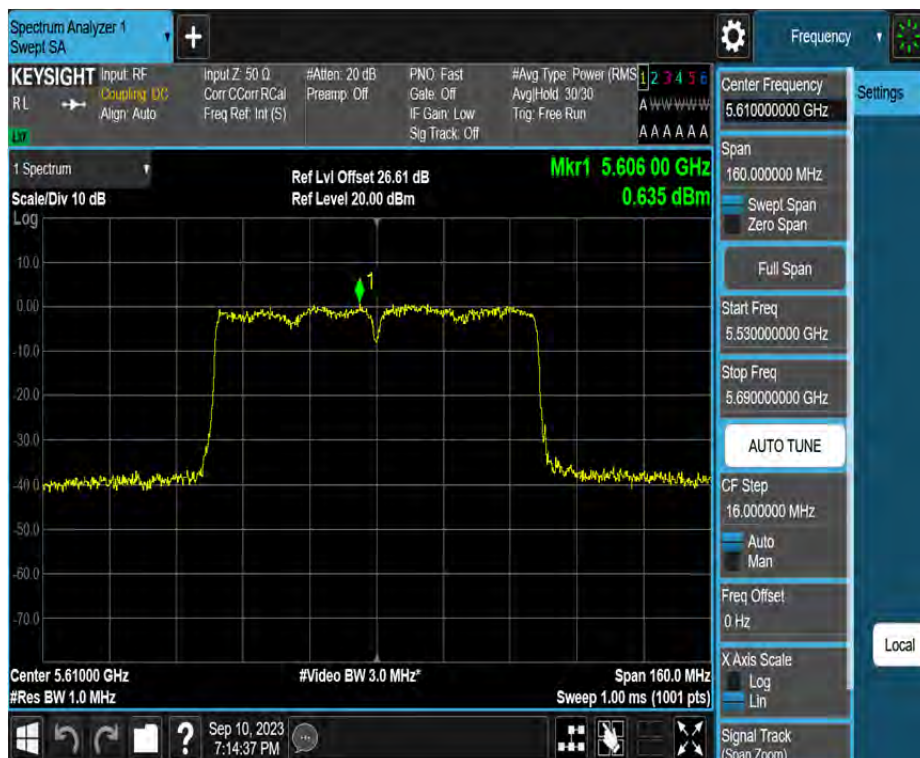 Spectrum Analyzer 1
Swept SA
+
Frequency
KEYSIGHT
RL
Input: RF
Coupling: DC
Align: Auto
Input Z: 50 Ω
Corr CCorr RCal
Freq Ref: Int (S)
#Atten: 20 dB
Preamp: Off
PNO: Fast
Gate: Off
IF Gain: Low
Sig Track: Off
#Avg Type: Power (RMS
Avg|Hold: 30/30
Trig: Free Run
1 2 3 4 5 6
A W W W W W
A A A A A A
Center Frequency
5.610000000 GHz
Settings
1 Spectrum
Scale/Div 10 dB
Ref Lvl Offset 26.61 dB
Ref Level 20.00 dBm
Mkr1 5.606 00 GHz
0.635 dBm
Span
160.000000 MHz
Swept Span
Zero Span
Full Span
Start Freq
5.530000000 GHz
Stop Freq
5.690000000 GHz
AUTO TUNE
CF Step
16.000000 MHz
Auto
Man
Freq Offset
0 Hz
X Axis Scale
Log
Lin
Local
Signal Track
(Span Zoom)
Log
10.0
0.00
-10.0
-20.0
-30.0
-40.0
-50.0
-60.0
-70.0
1
Center 5.61000 GHz
#Res BW 1.0 MHz
#Video BW 3.0 MHz*
Span 160.0 MHz
Sweep 1.00 ms (1001 pts)
?
Sep 10, 2023
7:14:37 PM